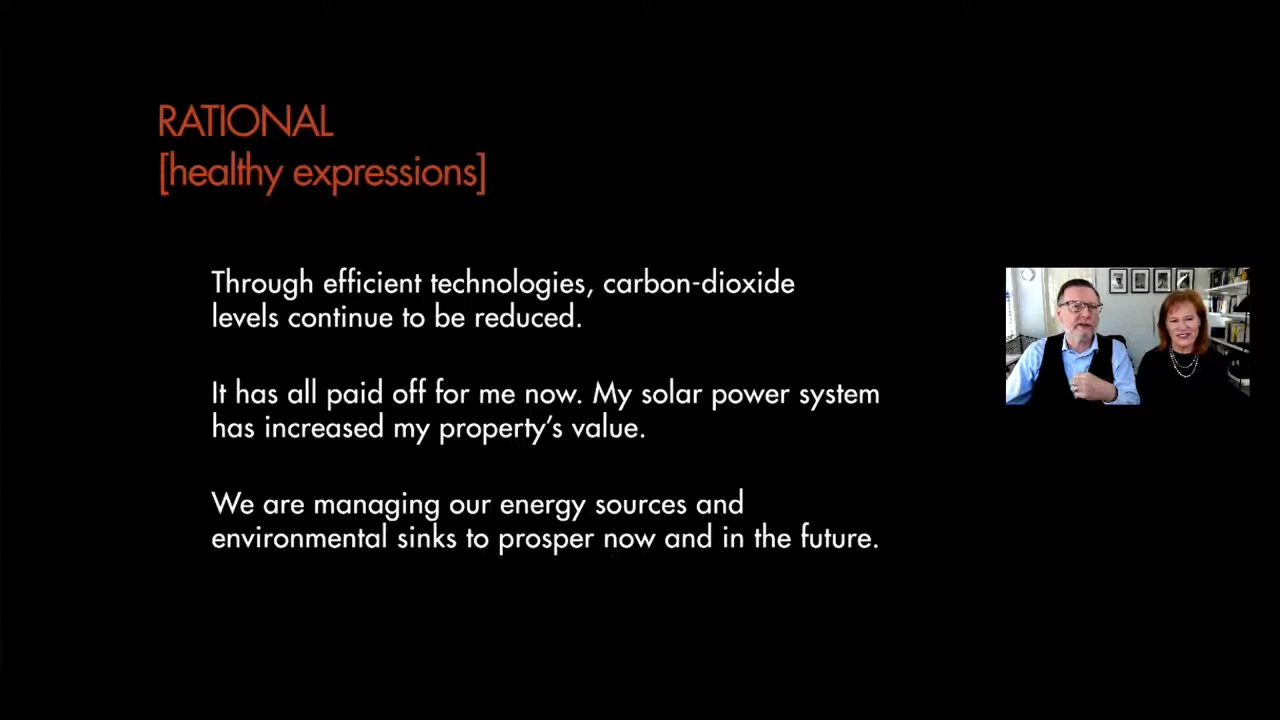 RATIONAL
[healthy expressions]
Through efficient technologies, carbon-dioxide
levels continue to be reduced.
It has all paid off for me now. My solar power system
has increased my property’s value.
We are managing our energy sources and
environmental sinks to prosper now and in the future.